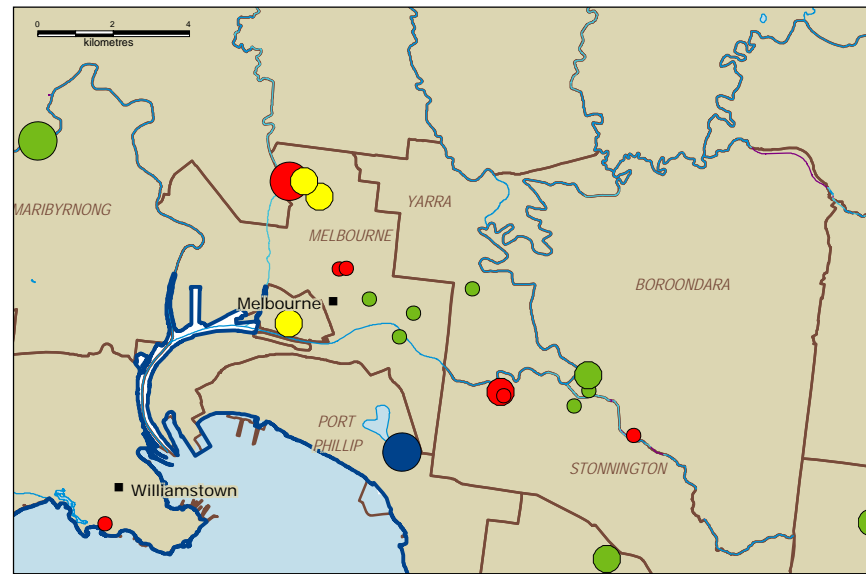 0 2 4
kilometres
YARRA
MARIBYRNONG
MELBOURNE
BOROONDARA
Melbourne
PORT
PHILLIP
STONNINGTON
Williamstown